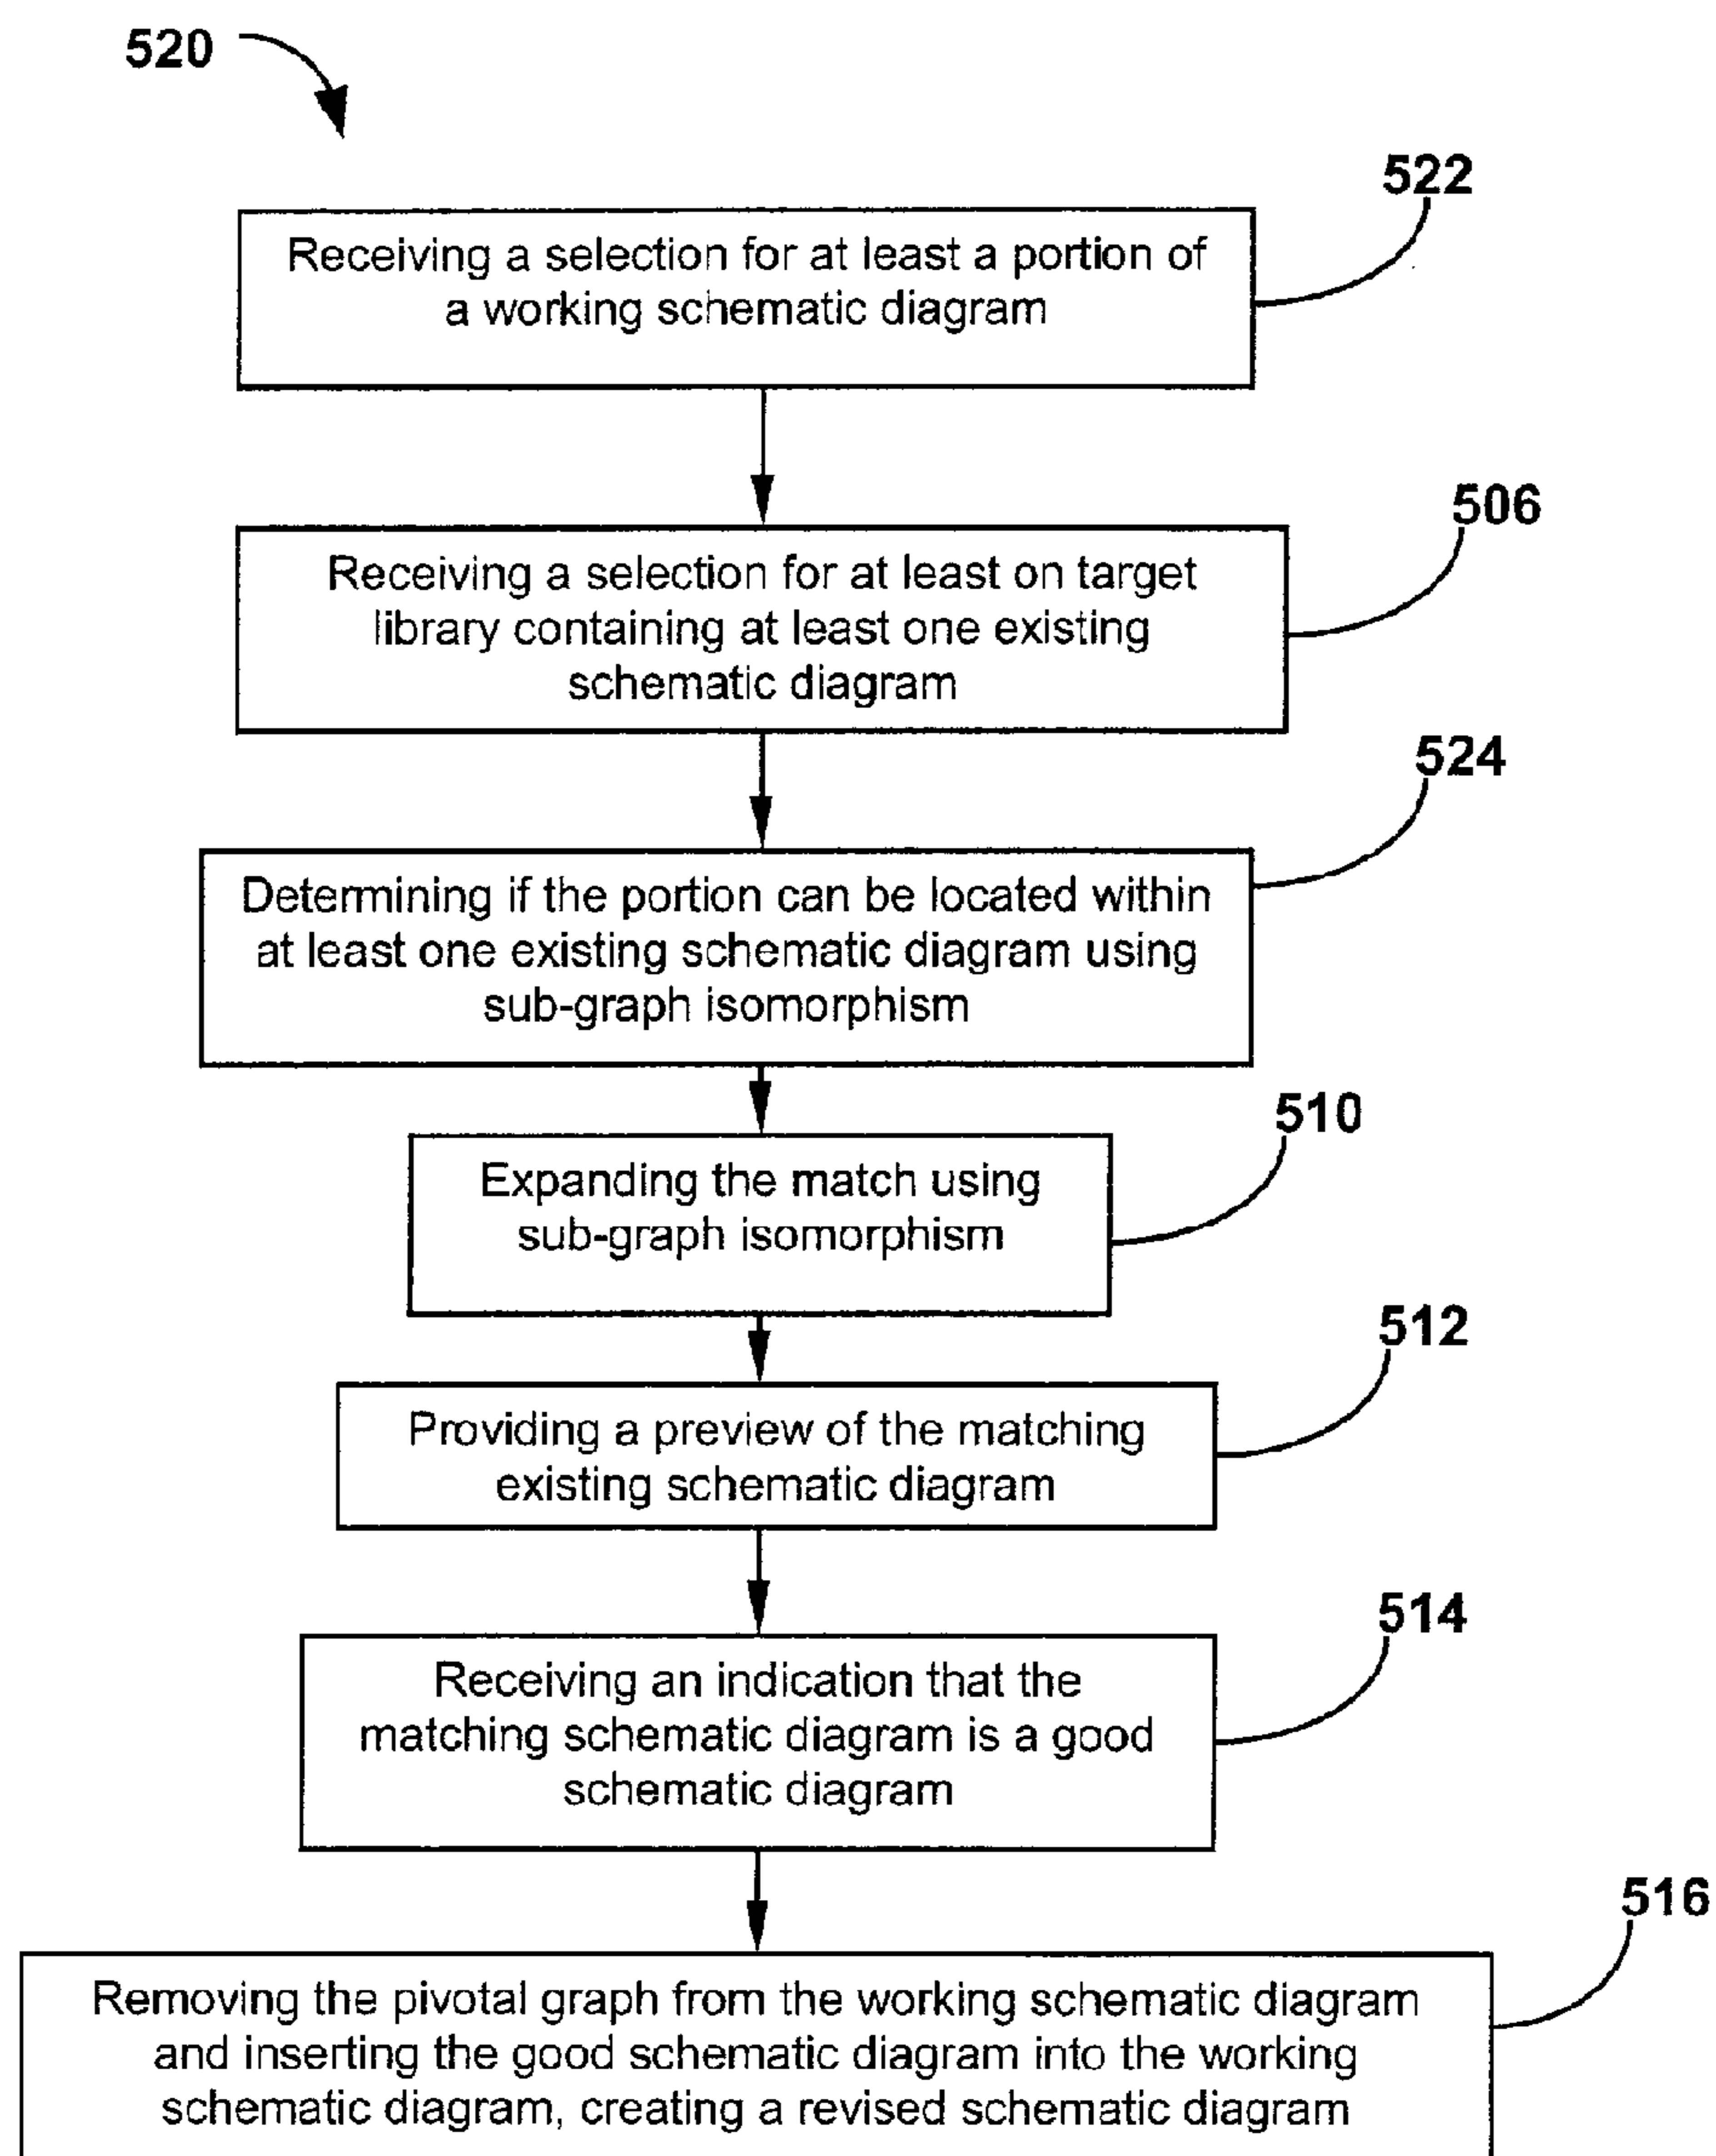 520
522
Receiving a selection for at least a portion of
a working schematic diagram
506
Receiving a selection for at least on target
library containing at least one existing
schematic diagram
524
Determining if the portion can be located within
at least one existing schematic diagram using
sub-graph isomorphism
510
Expanding the match using
sub-graph isomorphism
512
Providing a preview of the matching
existing schematic diagram
514
Receiving an indication that the
matching schematic diagram is a good
schematic diagram
516
Removing the pivotal graph from the working schematic diagram
and inserting the good schematic diagram into the working
schematic diagram, creating a revised schematic diagram